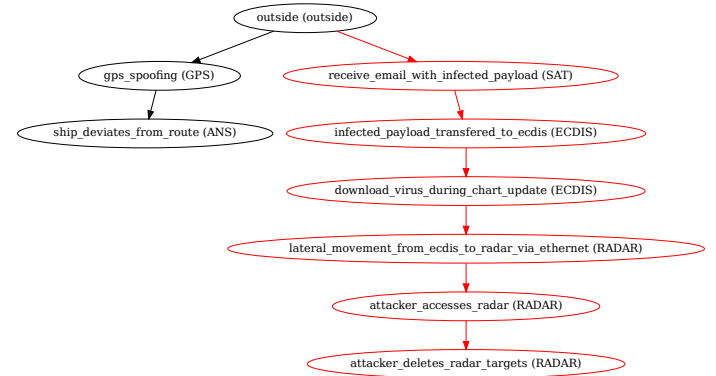 outside (outside)
gps_spoofing (GPS)
receive_email_with_infected_payload (SAT)
ship_deviates_from_route (ANS)
infected_payload_transfered_to_ecdis (ECDIS)
download_virus_during_chart_update (ECDIS)
lateral_movement_from_ecdis_to_radar_via_ethernet (RADAR)
attacker_accesses_radar (RADAR)
attacker_deletes_radar_targets (RADAR)